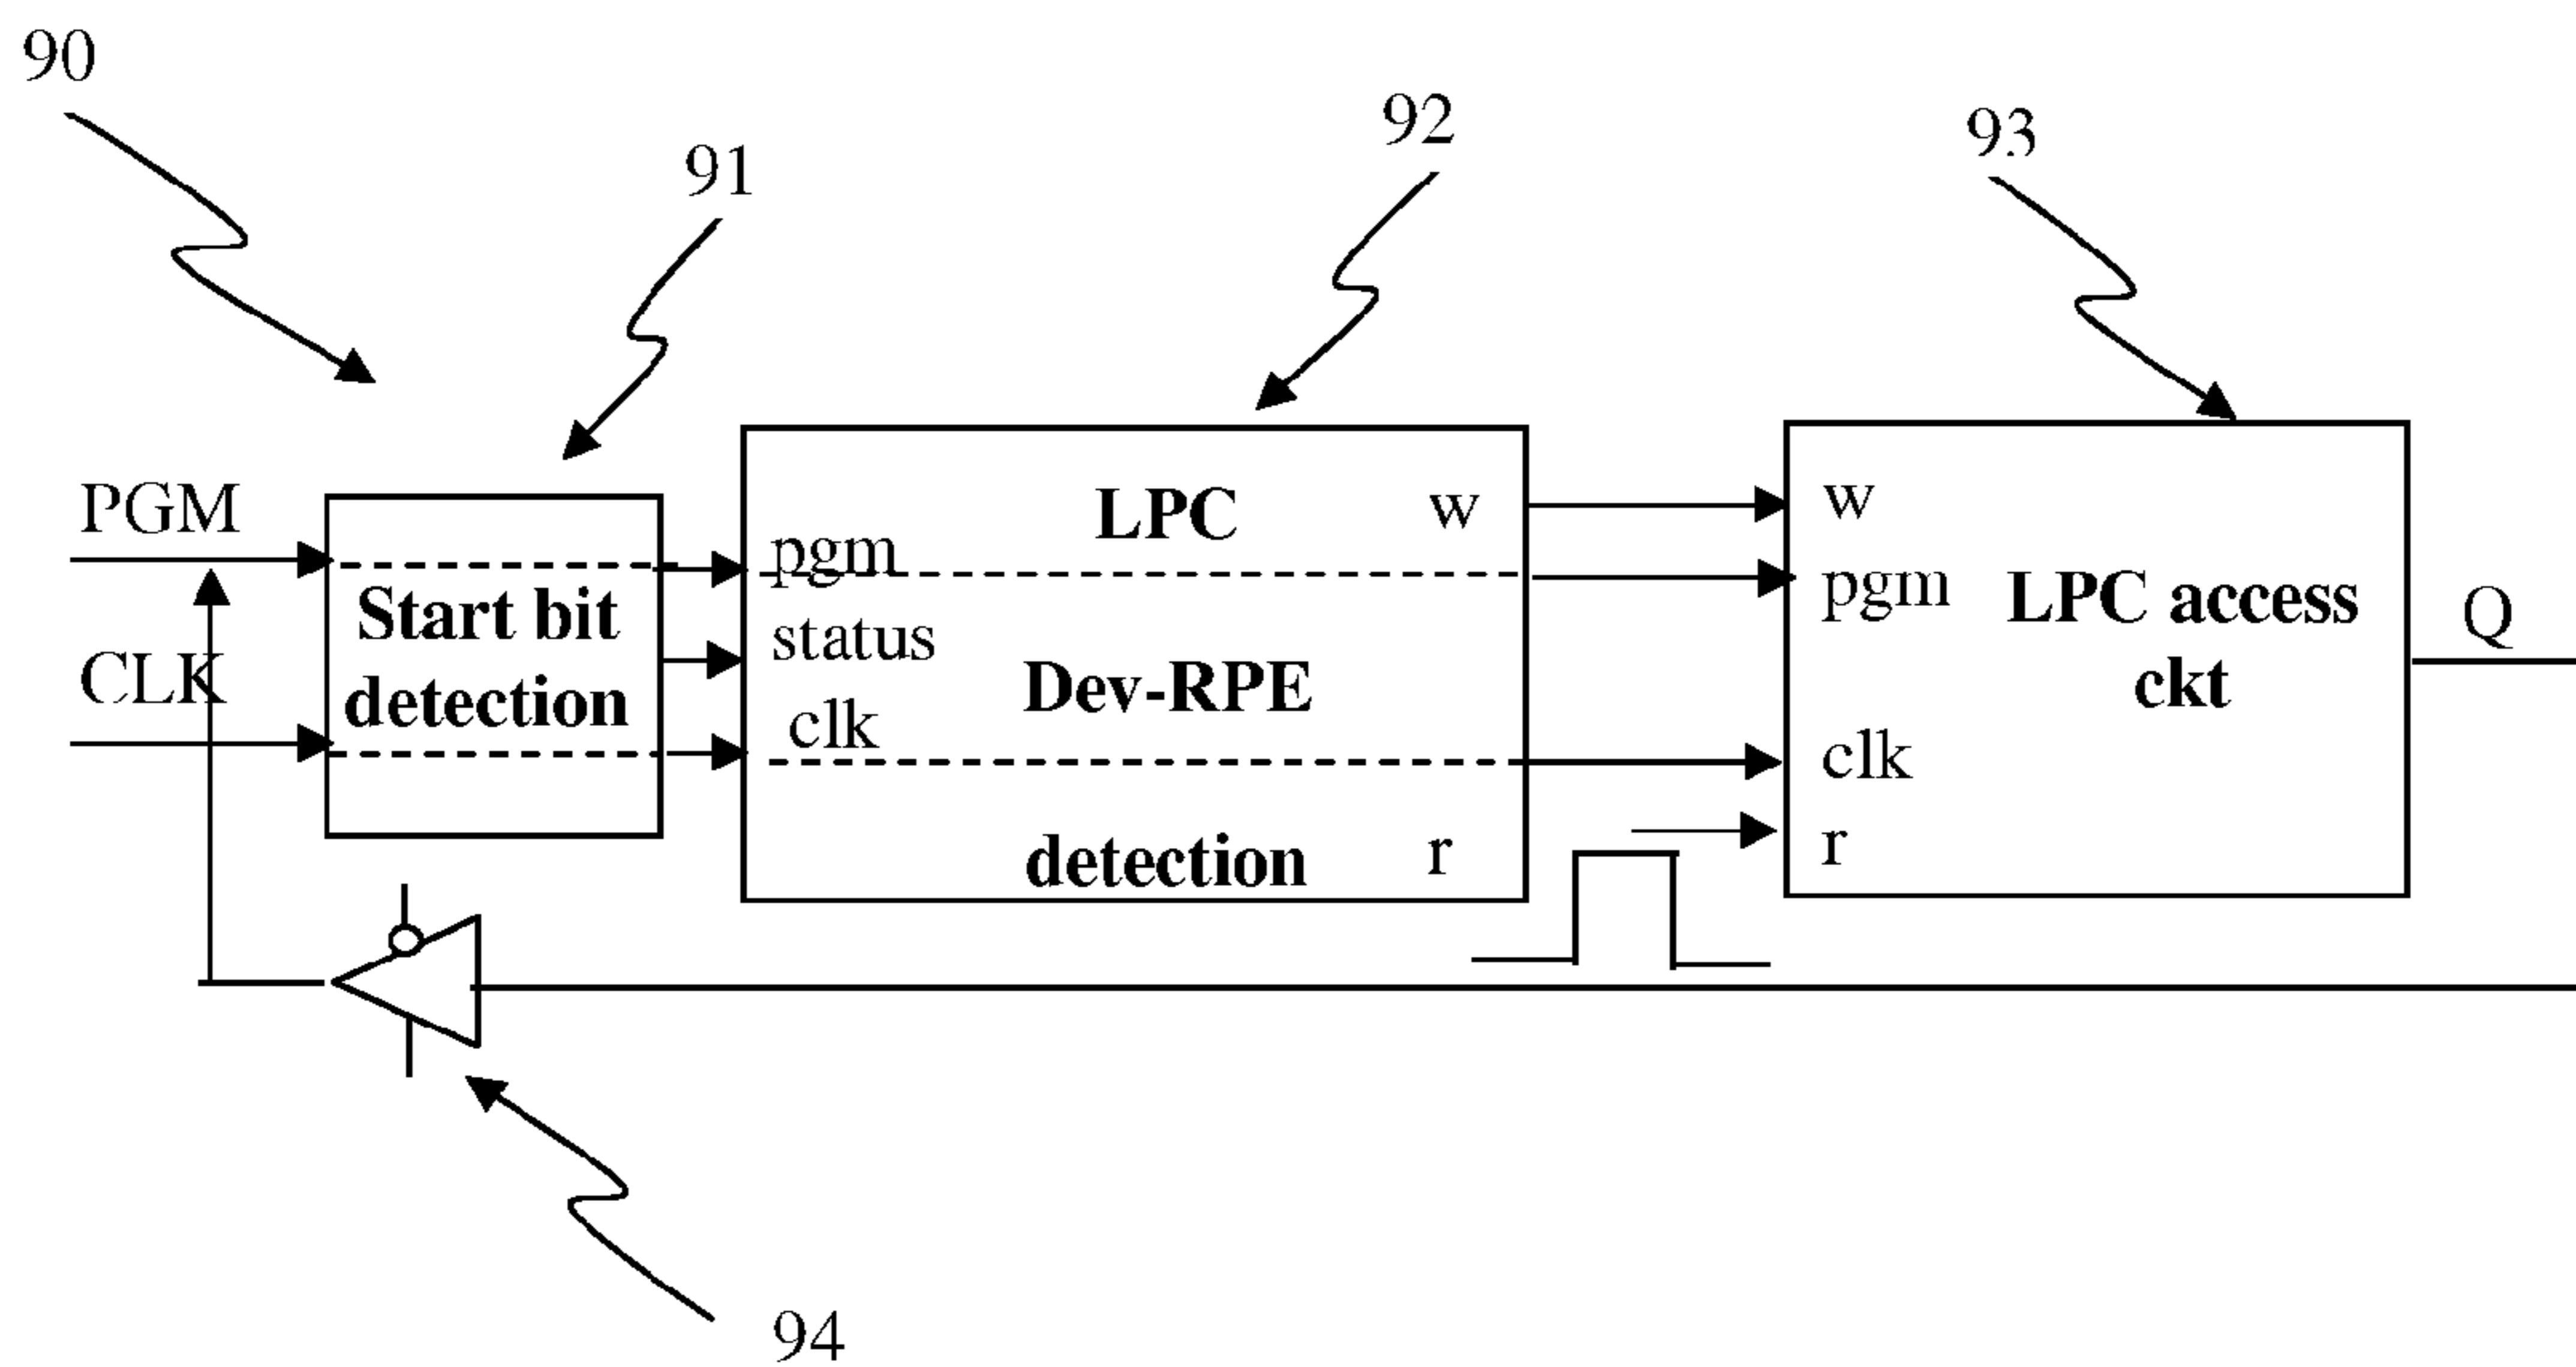 90
91
92
93
PGM
CLK
Start bit
detection
pgm
status
clk
LPC
Dev-RPE
detection
w
r
w
pgm
clk
r
LPC access
ckt
Q
94